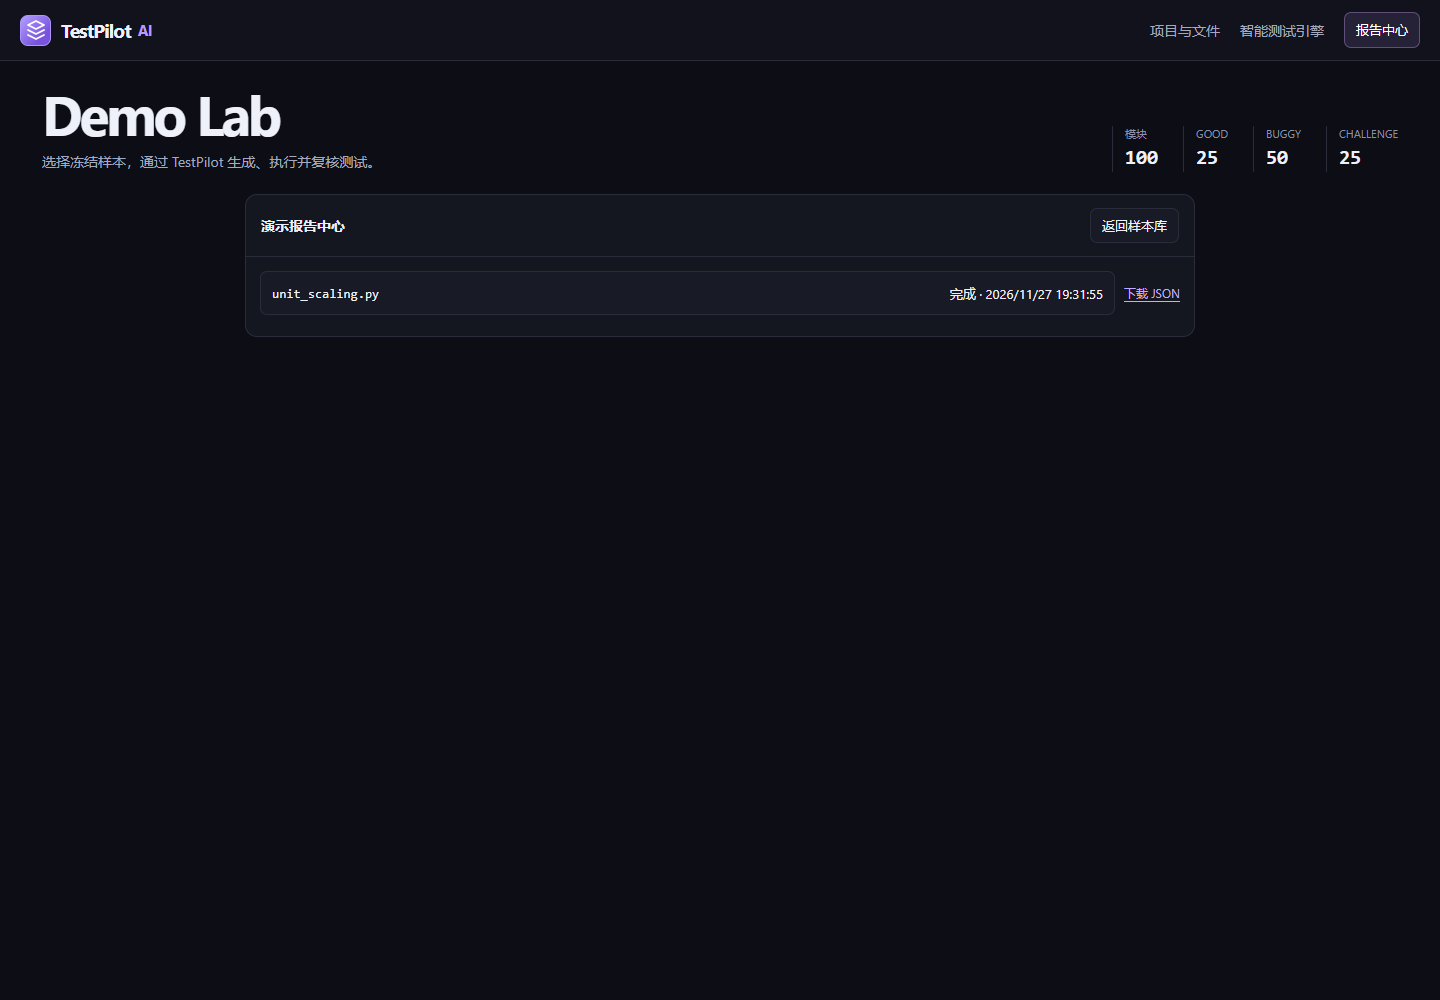 TestPilot AI
项目与文件 智能测试引擎 报告中心
Demo Lab
选择冻结样本，通过 TestPilot 生成、执行并复核测试。
模块 GOOD BUGGY CHALLENGE
100 25 50 25
演示报告中心 返回样本库
unit_scaling.py 完成 · 2026/11/27 19:31:55 下载 JSON